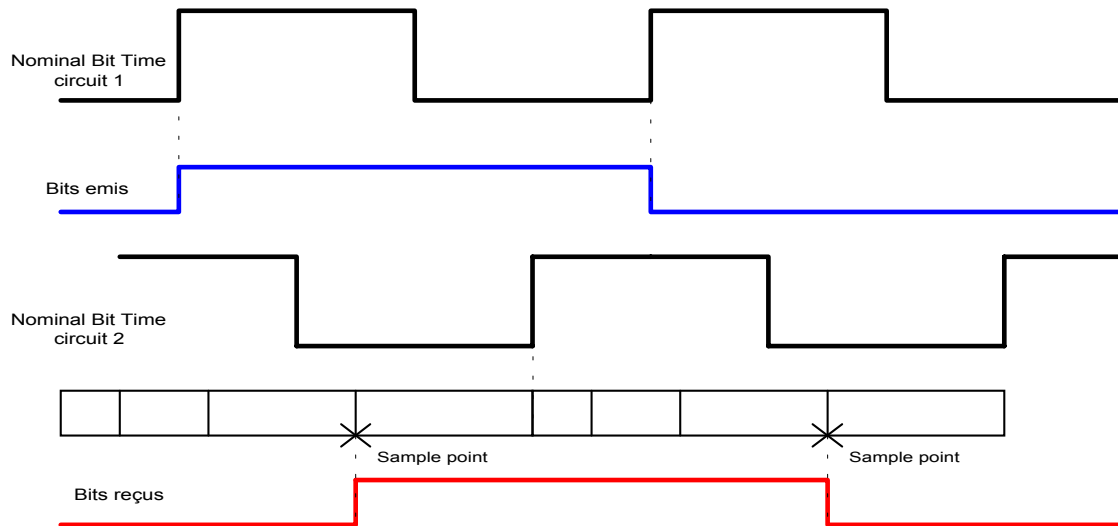 Nominal Bit Time
circuit 1
Bits emis
Nominal Bit Time
circuit 2
Sample point
Sample point
Bits reçus